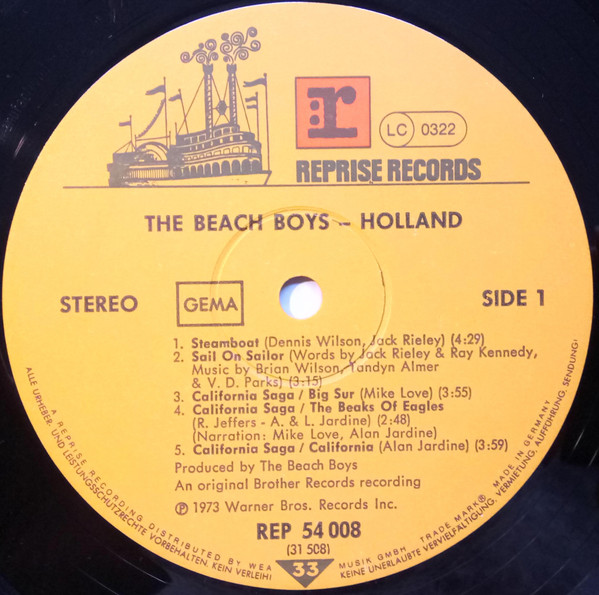 r
LC 0322
REPRISE RECORDS
THE BEACH BOYS – HOLLAND
STEREO
GEMA
SIDE 1
1. Steamboat (Dennis Wilson, Jack Rieley) (4:29)
2. Sail On Sailor (Words by Jack Rieley & Ray Kennedy,
Music by Brian Wilson, Tandyn Almer
& V. D. Parks) (3:15)
3. California Saga / Big Sur (Mike Love) (3:55)
4. California Saga / The Beaks Of Eagles
(R. Jeffers - A. & L. Jardine) (2:48)
(Narration: Mike Love, Alan Jardine)
5. California Saga / California (Alan Jardine) (3:59)
Produced by The Beach Boys
An original Brother Records recording
℗ 1973 Warner Bros. Records Inc.
REP 54 008
(31 508)
33
A REPRISE RECORDING DISTRIBUTED BY WEA MUSIK GMBH. TRADE MARK® MADE IN GERMANY
ALLE URHEBER- UND LEISTUNGSSCHUTZRECHTE VORBEHALTEN. KEIN VERLEIH! KEINE UNERLAUBTE VERVIELFÄLTIGUNG, VERMIETUNG, AUFFÜHRUNG, SENDUNG!